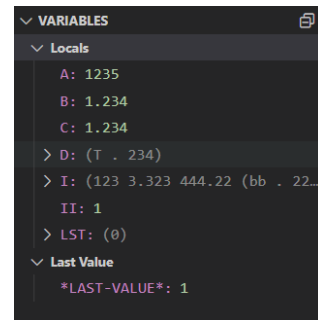 VARIABLES
Locals
A: 1235
B: 1.234
C: 1.234
D: (T . 234)
I: (123 3.323 444.22 (bb . 22...
II: 1
LST: (0)
Last Value
*LAST-VALUE*: 1